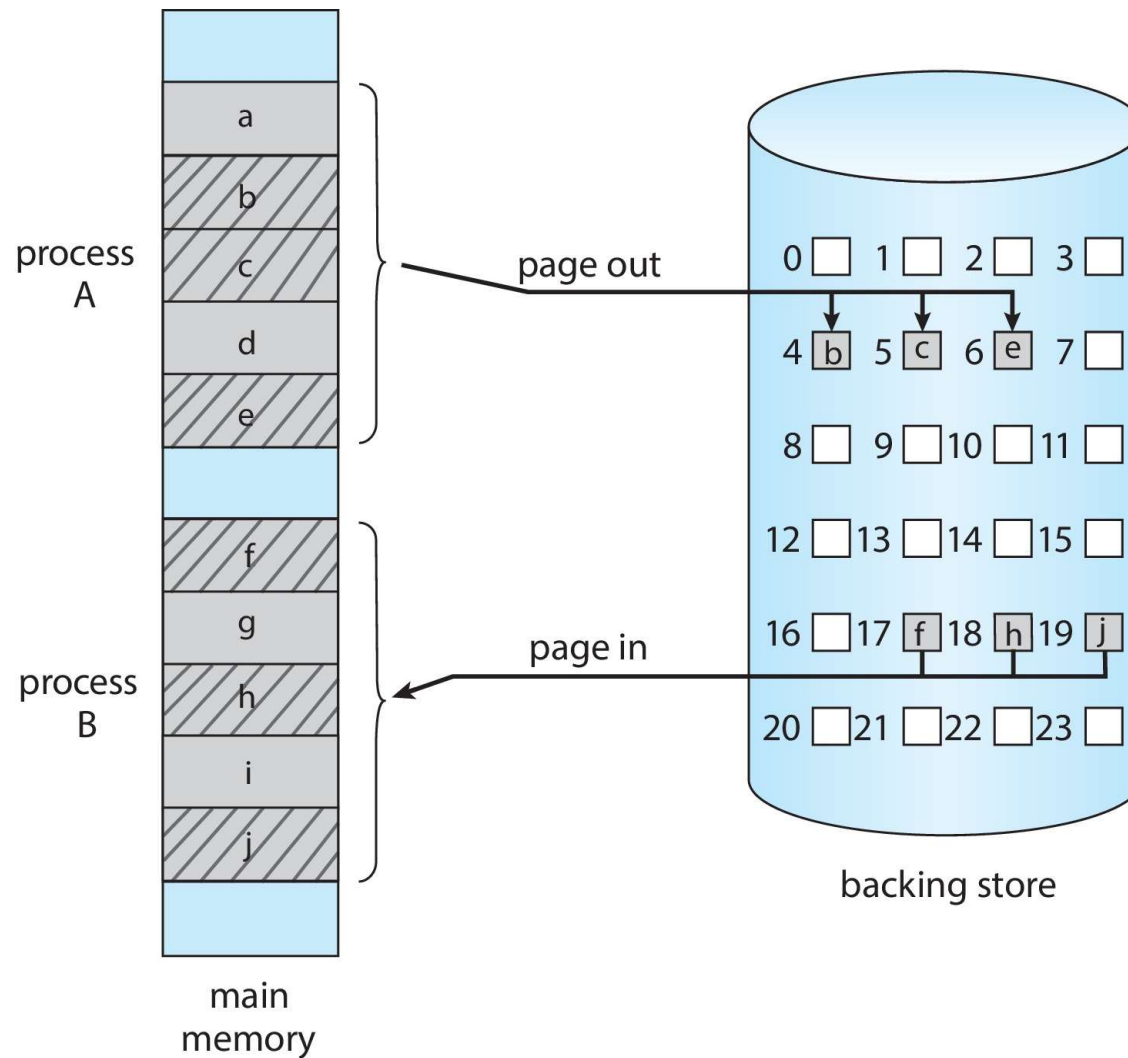 a
b
c
d
e
process
A
page out
0 1 2 3
4 b 5 c 6 e 7
8 9 10 11
12 13 14 15
16 17 f 18 h 19 j
20 21 22 23
f
g
h
i
j
process
B
page in
backing store
main
memory